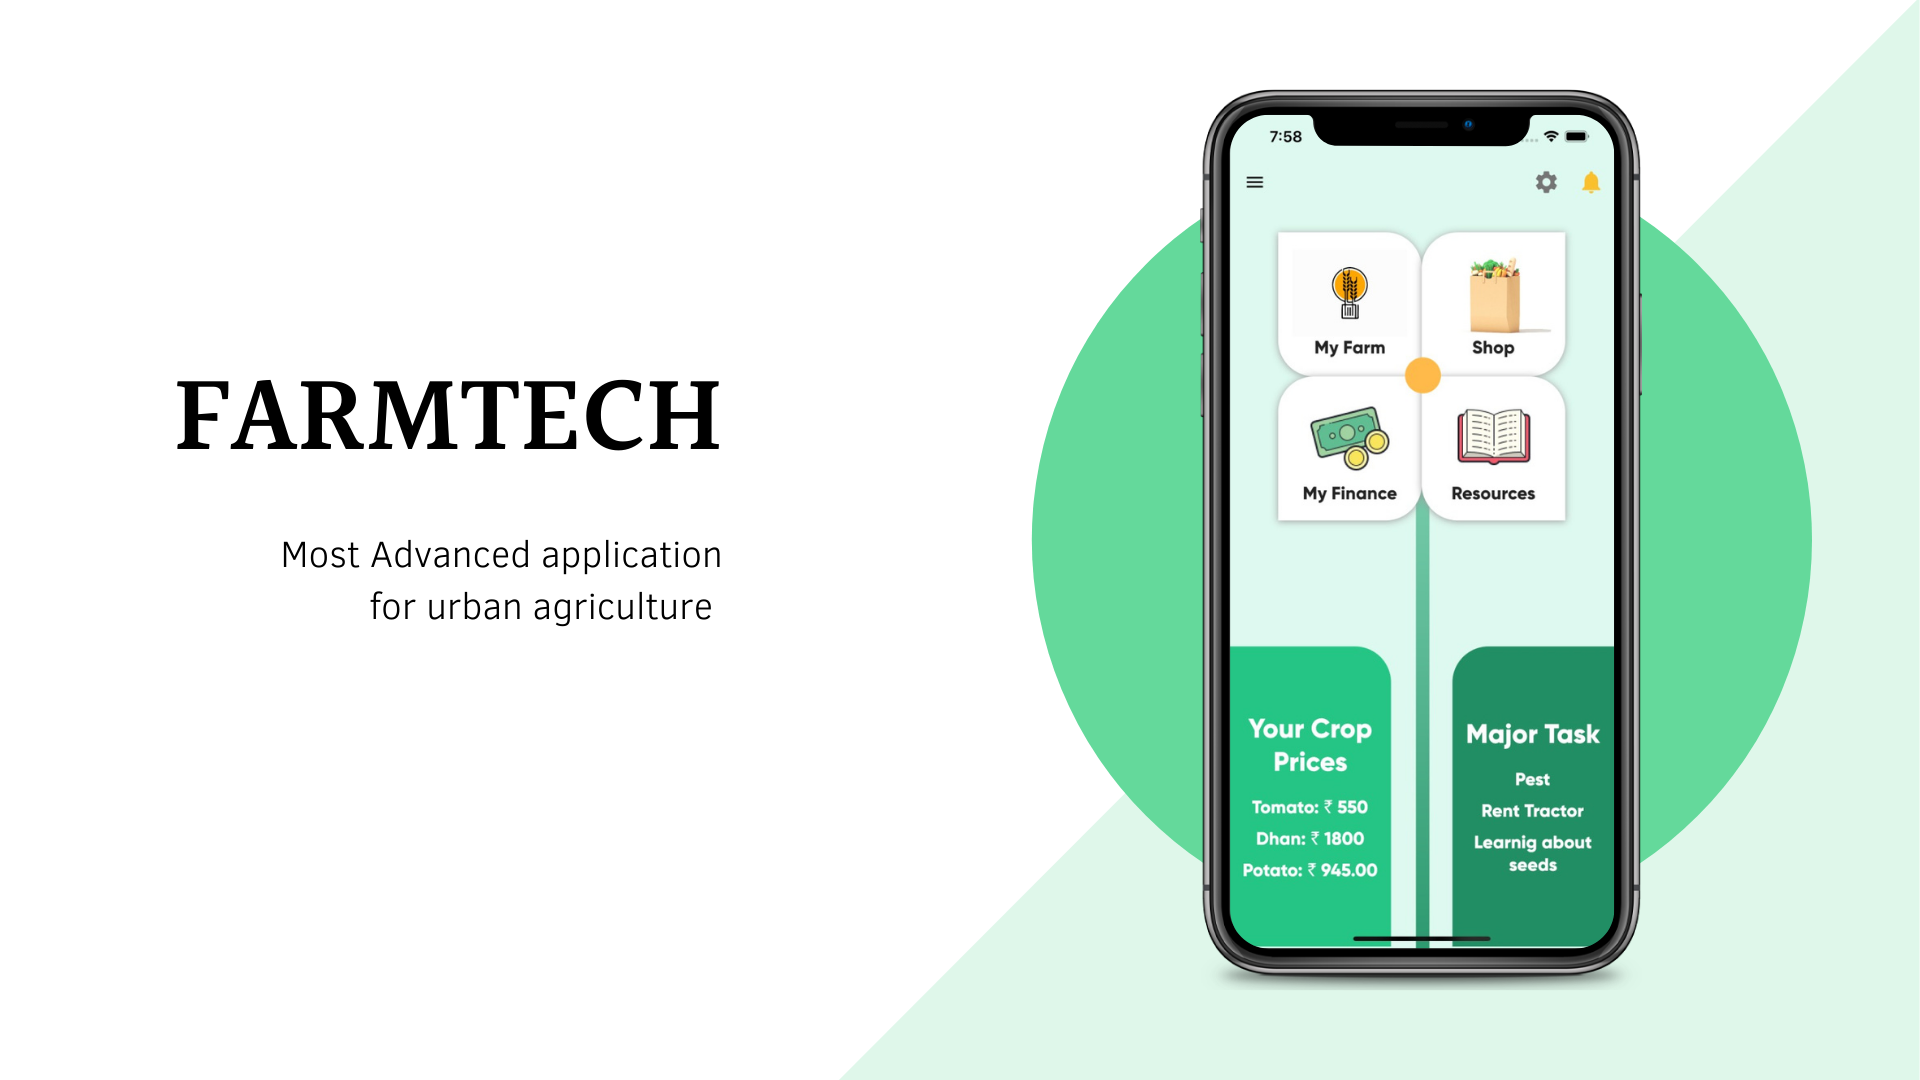 FARMTECH
Most Advanced application
for urban agriculture
7:58
My Farm
Shop
My Finance
Resources
Your Crop
Prices
Tomato: ₹ 550
Dhan: ₹ 1800
Potato: ₹ 945.00
Major Task
Pest
Rent Tractor
Learnig about
seeds